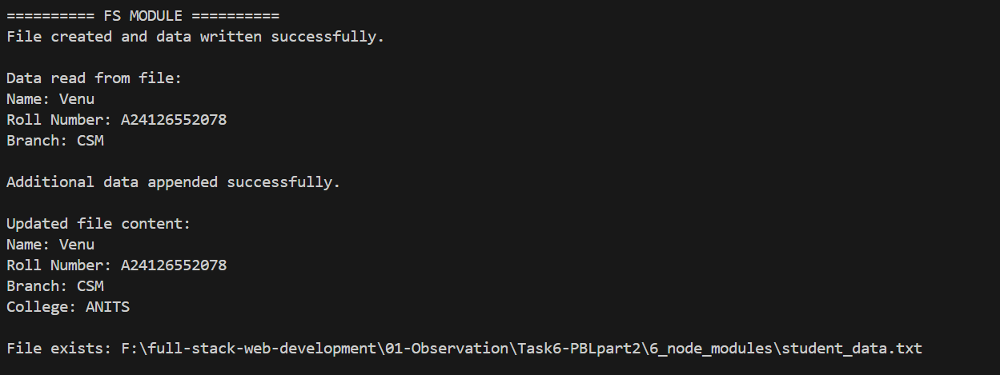 ========== FS MODULE ==========
File created and data written successfully.
Data read from file:
Name: Venu
Roll Number: A24126552078
Branch: CSM
Additional data appended successfully.
Updated file content:
Name: Venu
Roll Number: A24126552078
Branch: CSM
College: ANITS
File exists: F:\full-stack-web-development\01-Observation\Task6-PBLpart2\6_node_modules\student_data.txt